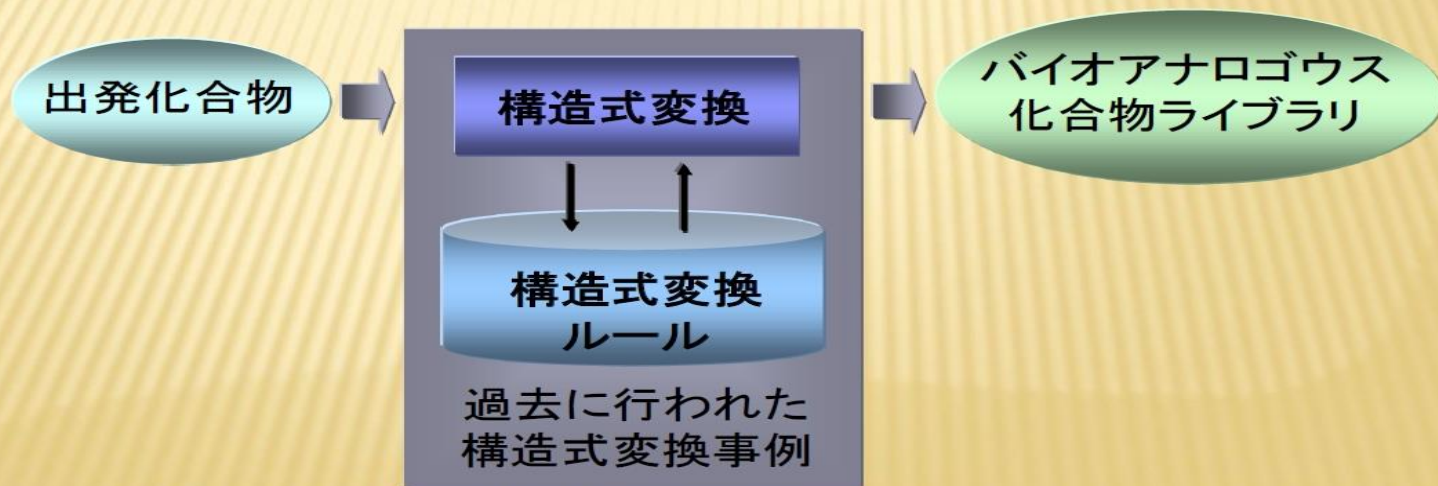 出発化合物
構造式変換
バイオアナロゴウス
化合物ライブラリ
構造式変換
ルール
過去に行われた
構造式変換事例